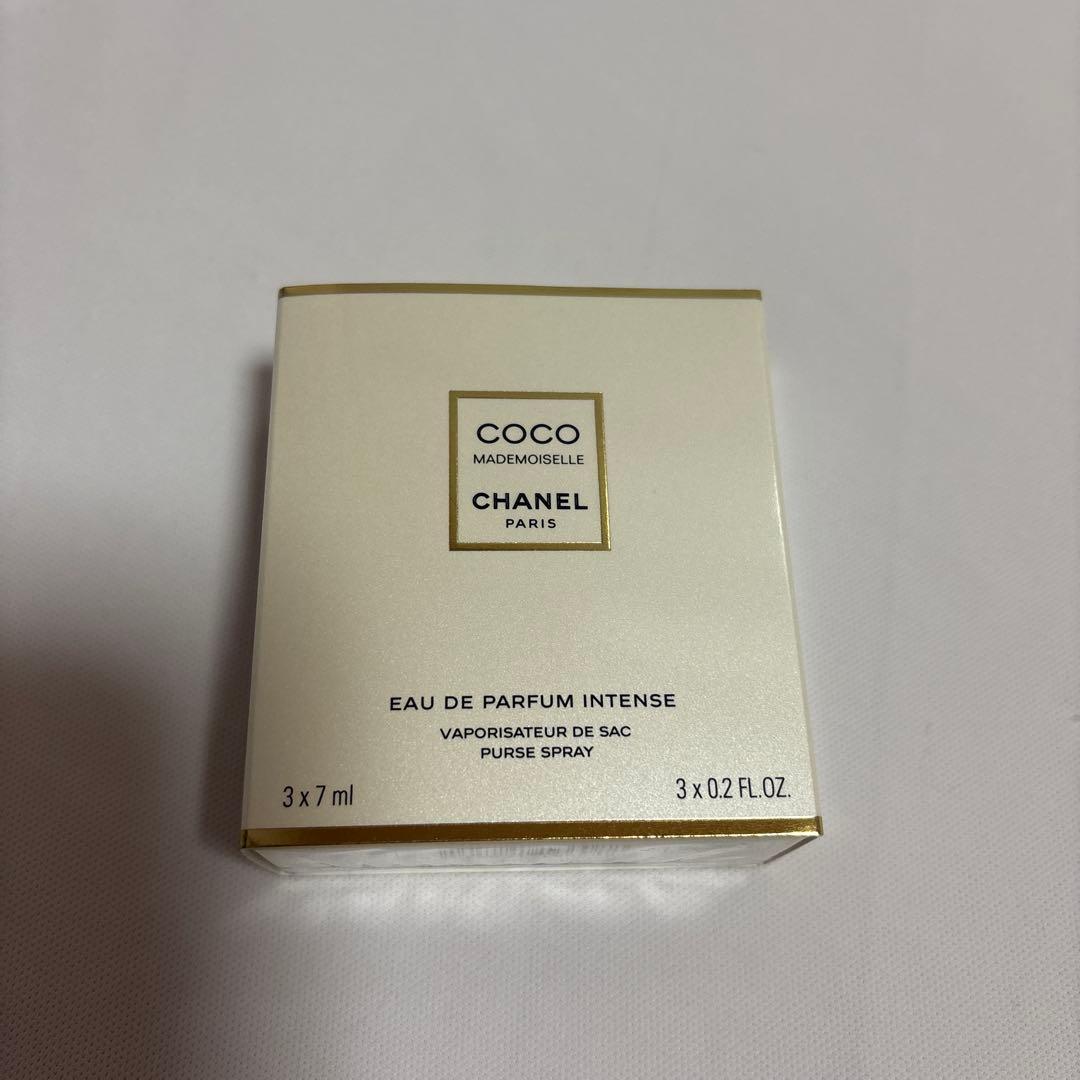 COCO
MADEMOISELLE
CHANEL
PARIS
EAU DE PARFUM INTENSE
VAPORISATEUR DE SAC
PURSE SPRAY
3 x 7 ml
3 x 0.2 FL.OZ.